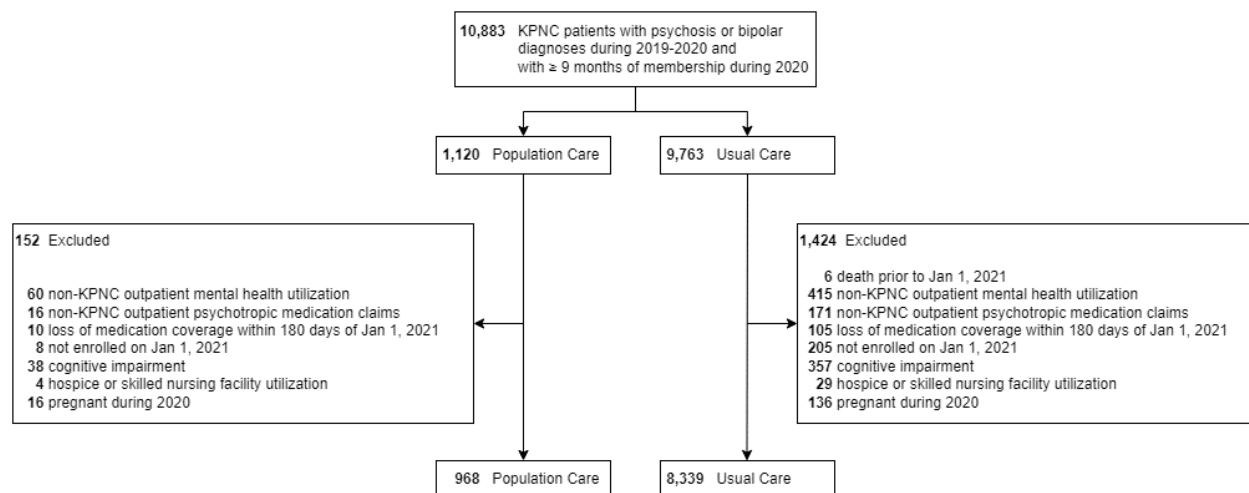 10,883 KPNC patients with psychosis or bipolar
diagnoses during 2019-2020 and
with ≥ 9 months of membership during 2020
1,120 Population Care
9,763 Usual Care
152 Excluded
60 non-KPNC outpatient mental health utilization
16 non-KPNC outpatient psychotropic medication claims
10 loss of medication coverage within 180 days of Jan 1, 2021
8 not enrolled on Jan 1, 2021
38 cognitive impairment
4 hospice or skilled nursing facility utilization
16 pregnant during 2020
1,424 Excluded
6 death prior to Jan 1, 2021
415 non-KPNC outpatient mental health utilization
171 non-KPNC outpatient psychotropic medication claims
105 loss of medication coverage within 180 days of Jan 1, 2021
205 not enrolled on Jan 1, 2021
357 cognitive impairment
29 hospice or skilled nursing facility utilization
136 pregnant during 2020
968 Population Care
8,339 Usual Care